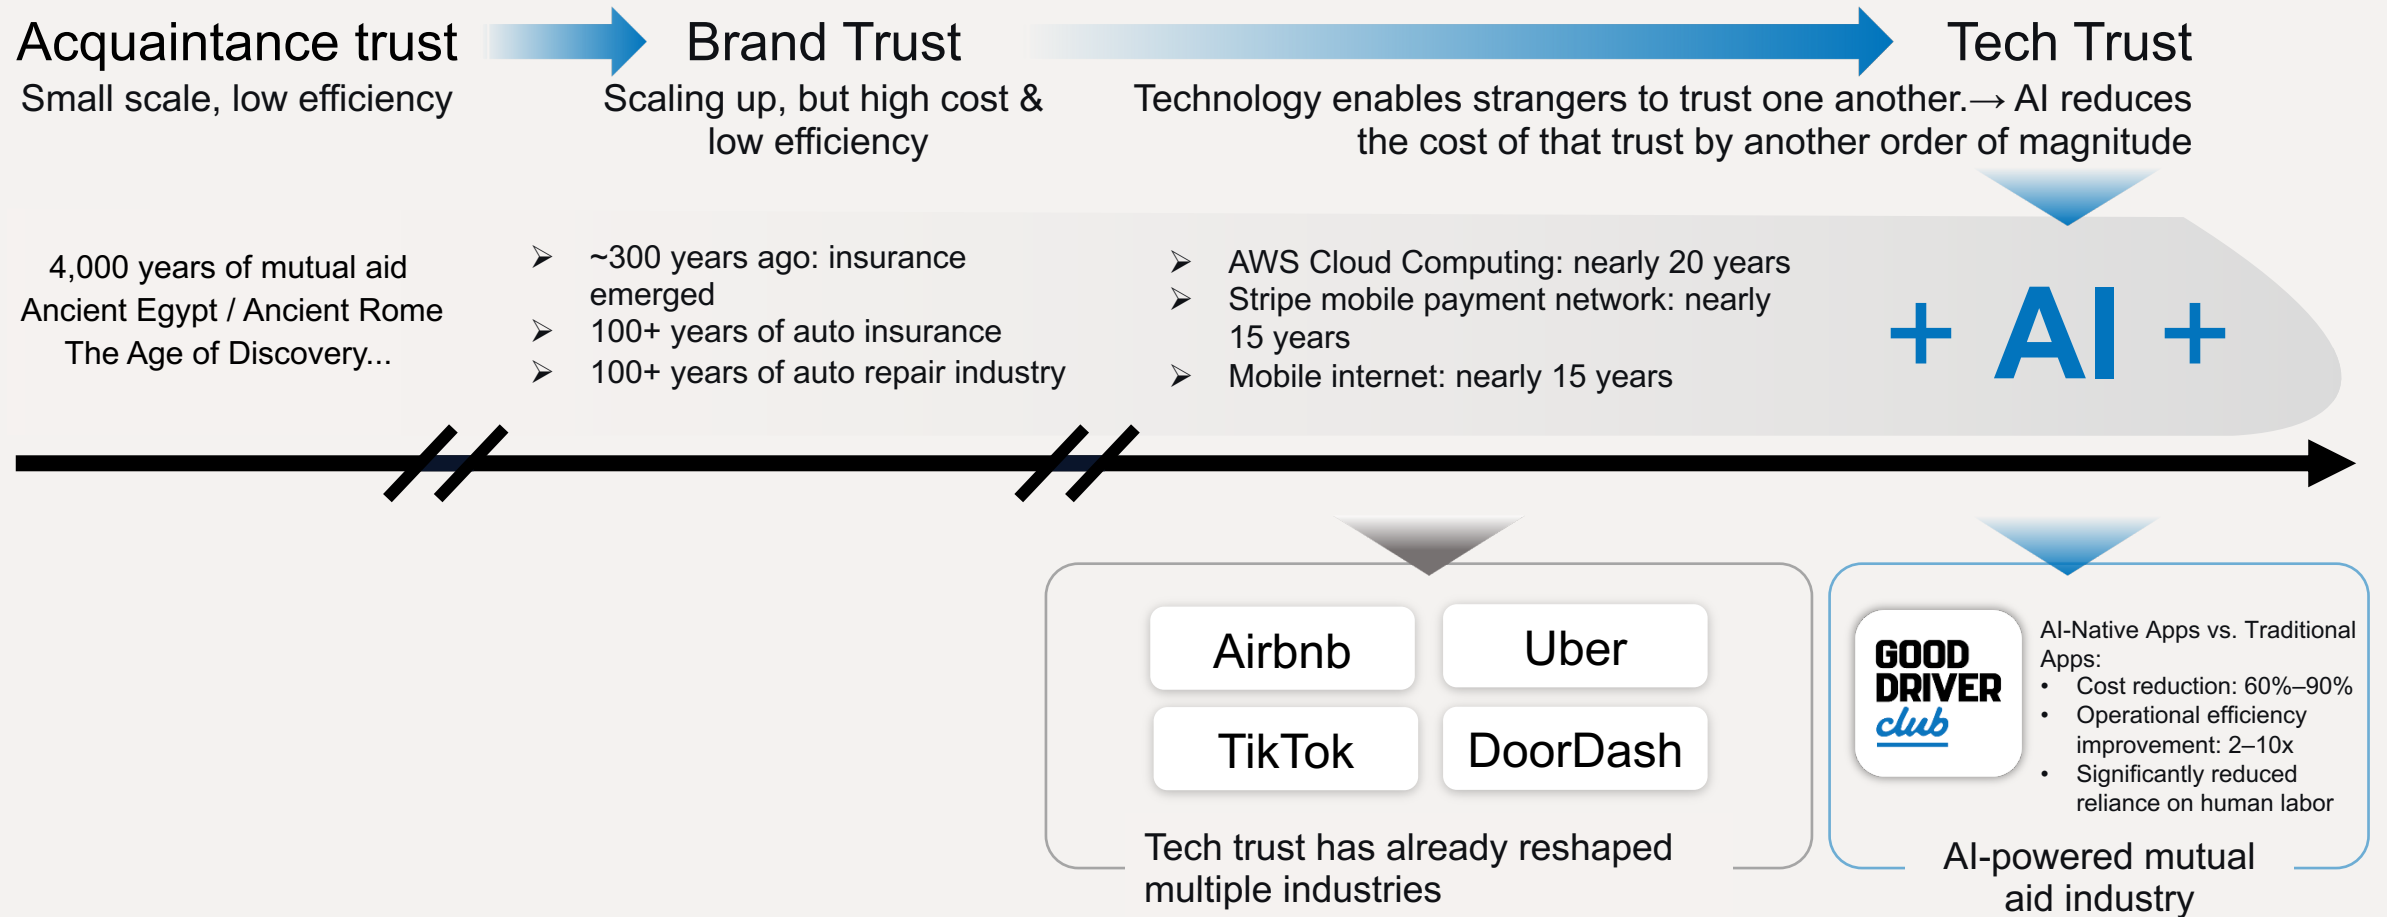 Acquaintance trust
Small scale, low efficiency
Brand Trust
Scaling up, but high cost &
low efficiency
Tech Trust
Technology enables strangers to trust one another.→ AI reduces
the cost of that trust by another order of magnitude
4,000 years of mutual aid
Ancient Egypt / Ancient Rome
The Age of Discovery...
➢ ~300 years ago: insurance
emerged
➢ 100+ years of auto insurance
➢ 100+ years of auto repair industry
➢ AWS Cloud Computing: nearly 20 years
➢ Stripe mobile payment network: nearly
15 years
➢ Mobile internet: nearly 15 years
+ AI +
Airbnb
Uber
TikTok
DoorDash
Tech trust has already reshaped
multiple industries
GOOD
DRIVER
club
AI-Native Apps vs. Traditional
Apps:
• Cost reduction: 60%–90%
• Operational efficiency
improvement: 2–10x
• Significantly reduced
reliance on human labor
AI-powered mutual
aid industry